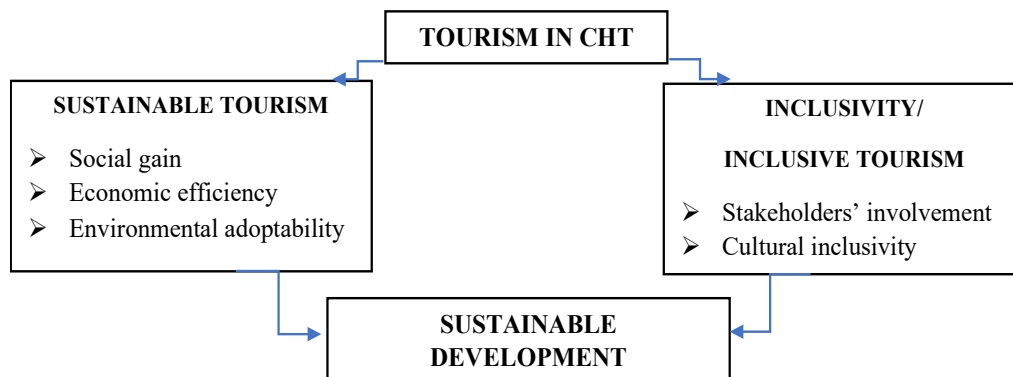 TOURISM IN CHT
SUSTAINABLE TOURISM
➢ Social gain
➢ Economic efficiency
➢ Environmental adoptability
INCLUSIVITY/
INCLUSIVE TOURISM
➢ Stakeholders’ involvement
➢ Cultural inclusivity
SUSTAINABLE
DEVELOPMENT